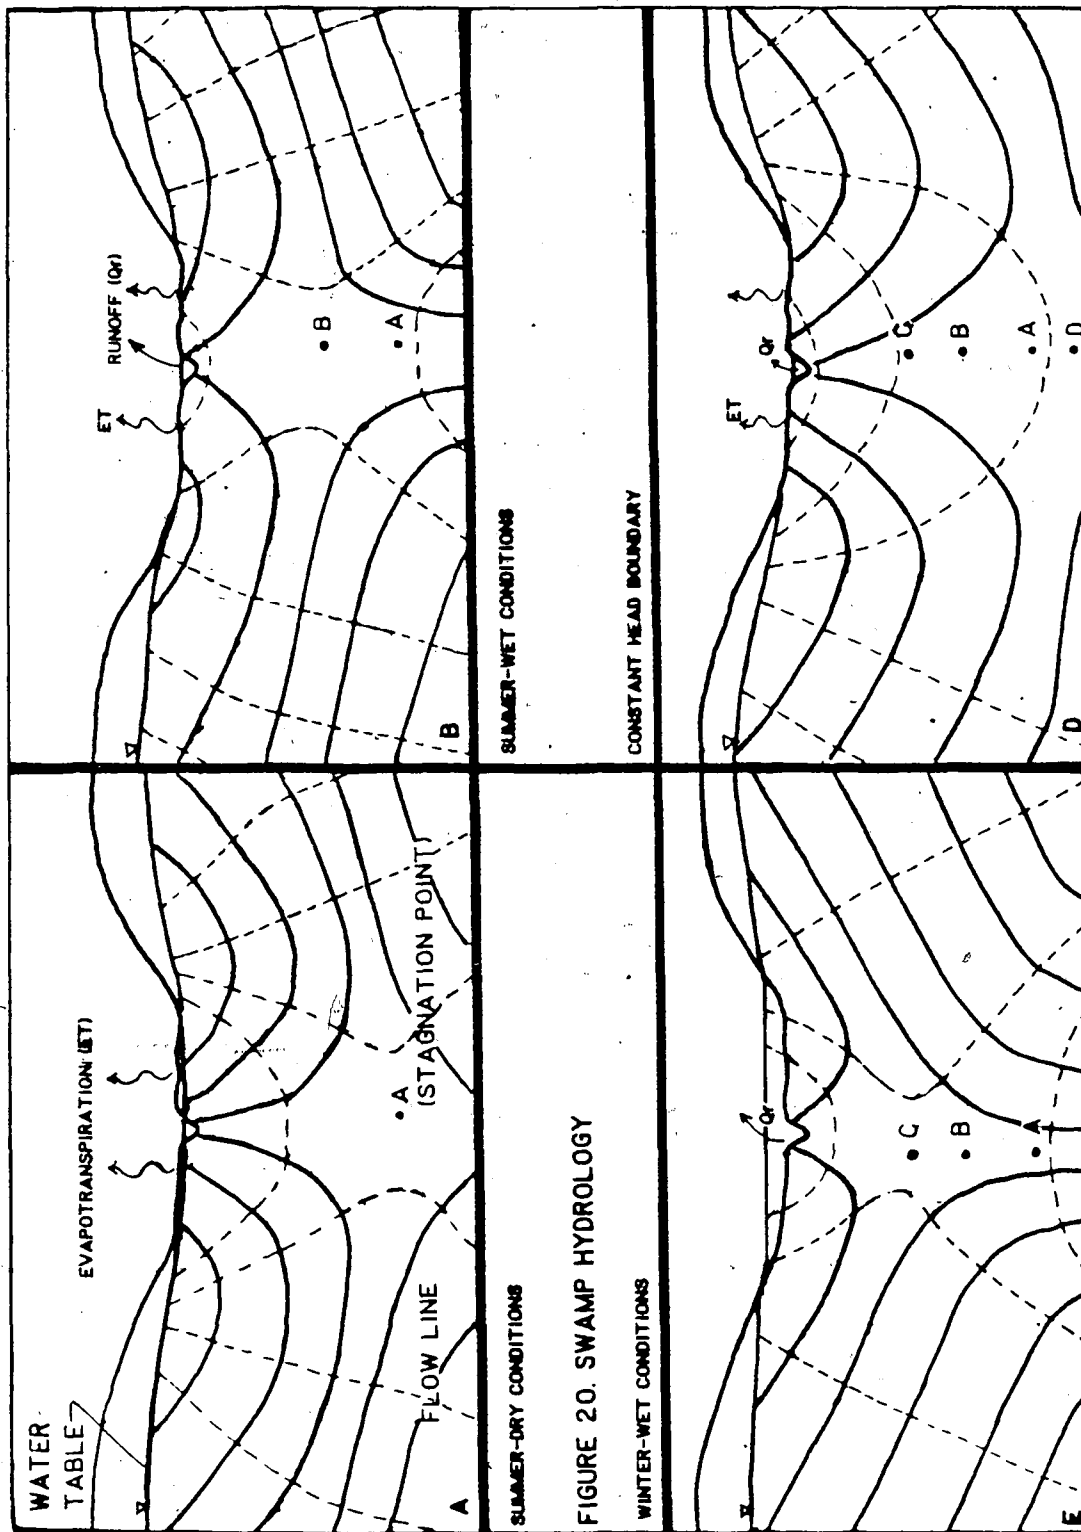 WATER
TABLE
EVAPOTRANSPIRATION (ET)
A
(STAGNATION POINT)
FLOW LINE
A
SUMMER-DRY CONDITIONS
ET
RUNOFF (Qr)
B
A
B
SUMMER-WET CONDITIONS
FIGURE 20. SWAMP HYDROLOGY
WINTER-WET CONDITIONS
Qr
C
B
A
E
CONSTANT HEAD BOUNDARY
ET
Qr
C
B
A
D
D